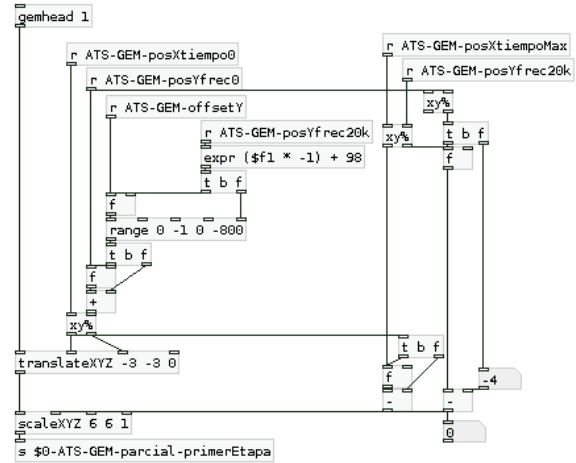 gemhead 1
r ATS-GEM-posXtiempo0
r ATS-GEM-posXtiempoMax
r ATS-GEM-posYfrec0
r ATS-GEM-posYfrec20k
r ATS-GEM-offsetY
xy%
r ATS-GEM-posYfrec20k
xy%
t b f
expr ($f1 * -1) + 98
f
t b f
f
range 0 -1 0 -800
t b f
f
+
xy%
t b f
translateXYZ -3 -3 0
f
-4
-
-
scaleXYZ 6 6 1
0
s $0-ATS-GEM-parcial-primerEtapa